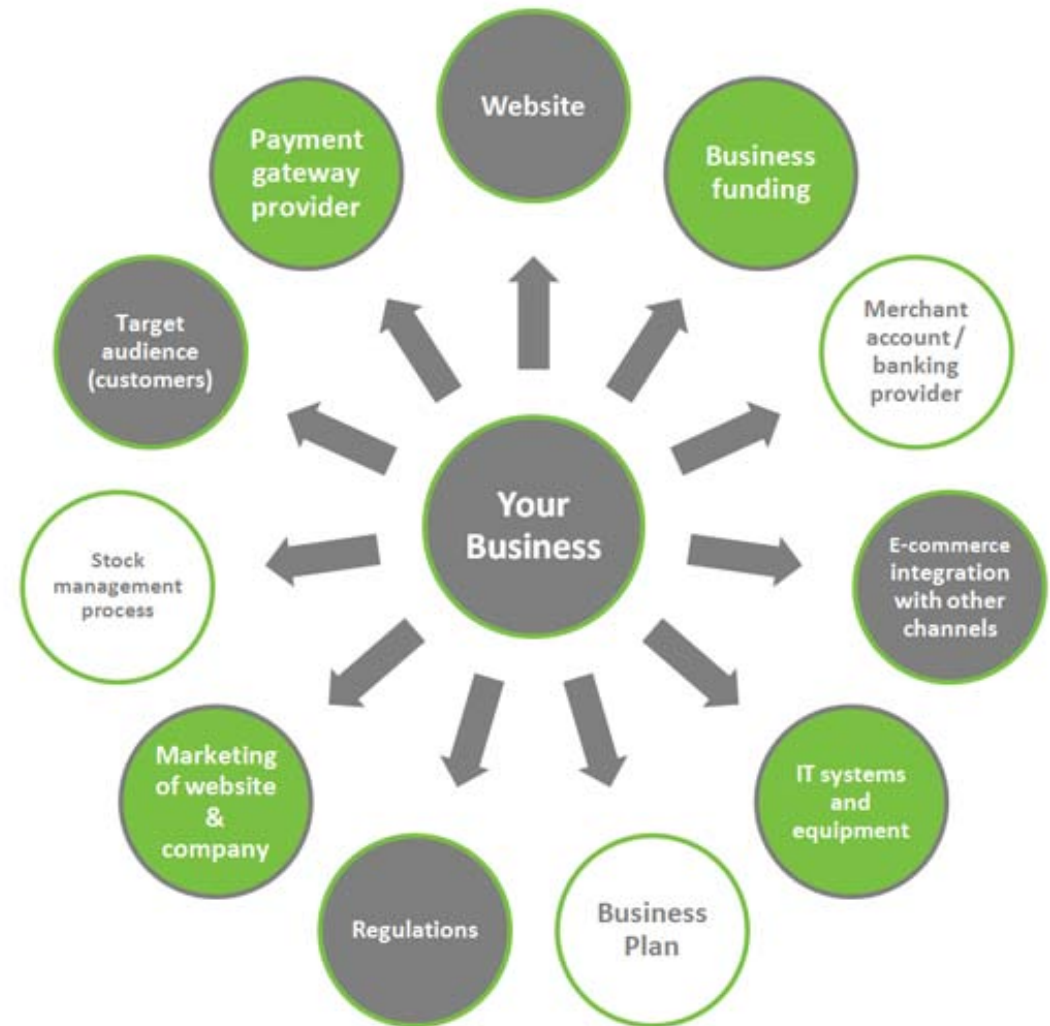 Website
Business
funding
Merchant
account /
banking
provider
E-commerce
integration
with other
channels
IT systems
and
equipment
Business
Plan
Regulations
Marketing
of website
&
company
Stock
management
process
Target
audience
(customers)
Payment
gateway
provider
Your
Business